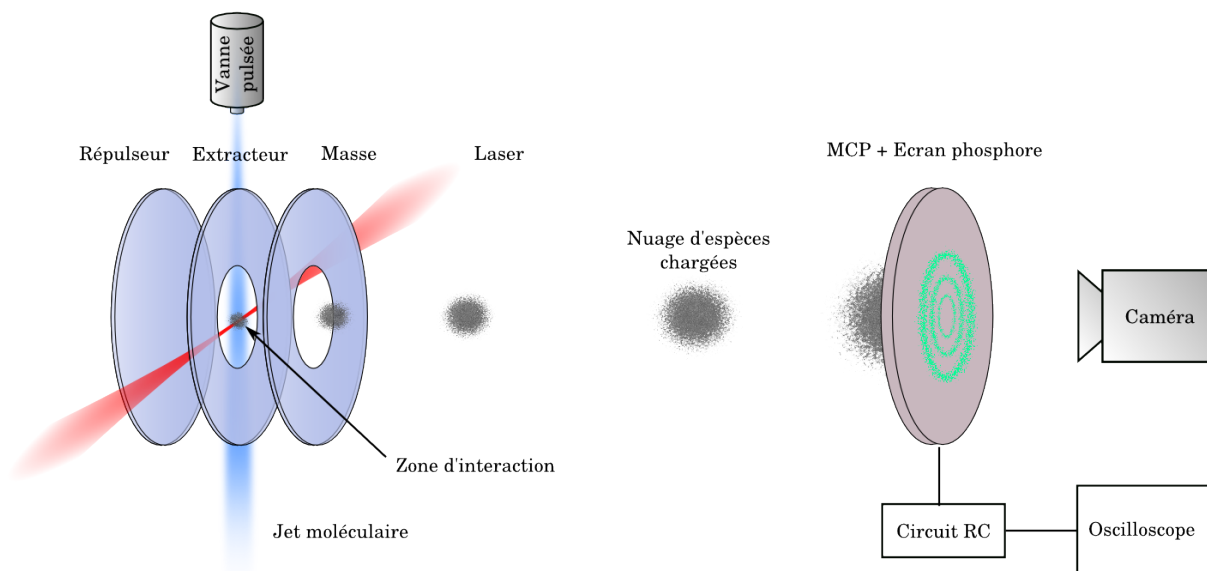 Vanne
pulsée
Répulseur
Extracteur
Masse
Laser
MCP + Ecran phosphore
Nuage d'espèces
chargées
Caméra
Zone d'interaction
Jet moléculaire
Circuit RC
Oscilloscope